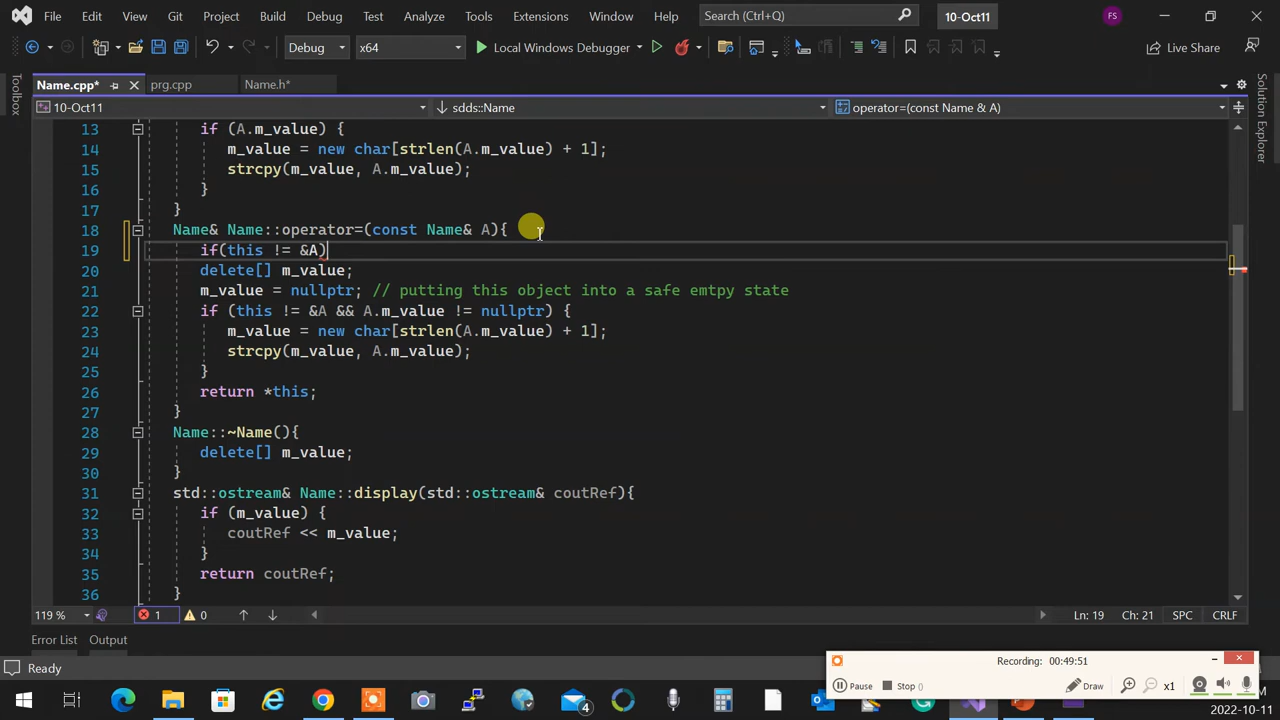 File Edit View Git Project Build Debug Test Analyze Tools Extensions Window Help Search (Ctrl+Q) 10-Oct11 FS
Debug x64 Local Windows Debugger Live Share
Name.cpp* prg.cpp Name.h*
Toolbox
Solution Explorer
10-Oct11 sdds::Name operator=(const Name & A)
13 if (A.m_value) {
14 m_value = new char[strlen(A.m_value) + 1];
15 strcpy(m_value, A.m_value);
16 }
17 }
18 Name& Name::operator=(const Name& A){
19 if(this != &A)
20 delete[] m_value;
21 m_value = nullptr; // putting this object into a safe emtpy state
22 if (this != &A && A.m_value != nullptr) {
23 m_value = new char[strlen(A.m_value) + 1];
24 strcpy(m_value, A.m_value);
25 }
26 return *this;
27 }
28 Name::~Name(){
29 delete[] m_value;
30 }
31 std::ostream& Name::display(std::ostream& coutRef){
32 if (m_value) {
33 coutRef << m_value;
34 }
35 return coutRef;
36 }
119 % 1 0 Ln: 19 Ch: 21 SPC CRLF
Error List Output
Ready
Recording: 00:49:51
Pause Stop () Draw x1
4
2022-10-11